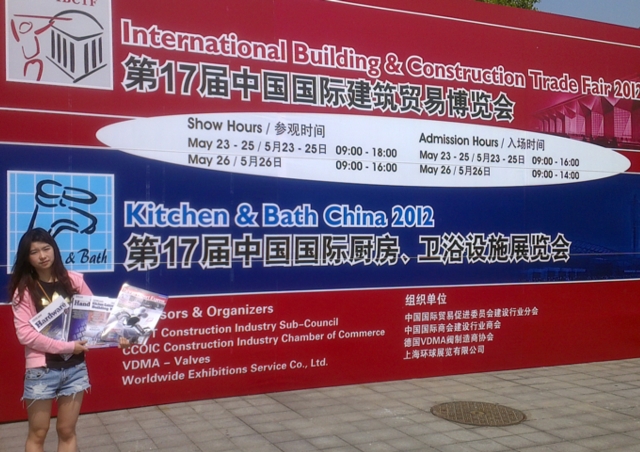 IBCTF
International Building & Construction Trade Fair 2012
第17届中国国际建筑贸易博览会
Show Hours / 参观时间
May 23 - 25 / 5月23 - 25日 09:00 - 18:00
May 26 / 5月26日 09:00 - 16:00
Admission Hours / 入场时间
May 23 - 25 / 5月23 - 25日 09:00 - 16:00
May 26 / 5月26日 09:00 - 14:00
& Bath
Kitchen & Bath China 2012
第17届中国国际厨房、卫浴设施展览会
& Organizers
Construction Industry Sub-Council
CCOIC Construction Industry Chamber of Commerce
VDMA - Valves
Worldwide Exhibitions Service Co., Ltd.
组织单位
中国国际贸易促进委员会建设行业分会
中国国际商会建设行业商会
德国VDMA阀制造商协会
上海环球展览有限公司
Hardware